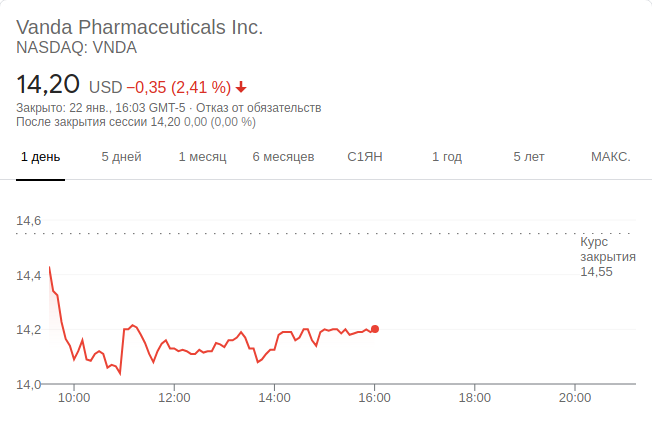 Vanda Pharmaceuticals Inc.
NASDAQ: VNDA
14,20 USD −0,35 (2,41 %)
Закрыто: 22 янв., 16:03 GMT-5 · Отказ от обязательств
После закрытия сессии 14,20 0,00 (0,00 %)
1 день 5 дней 1 месяц 6 месяцев С1ЯН 1 год 5 лет МАКС.
14,6
Курс
закрытия
14,55
14,4
14,2
14,0
10:00 12:00 14:00 16:00 18:00 20:00